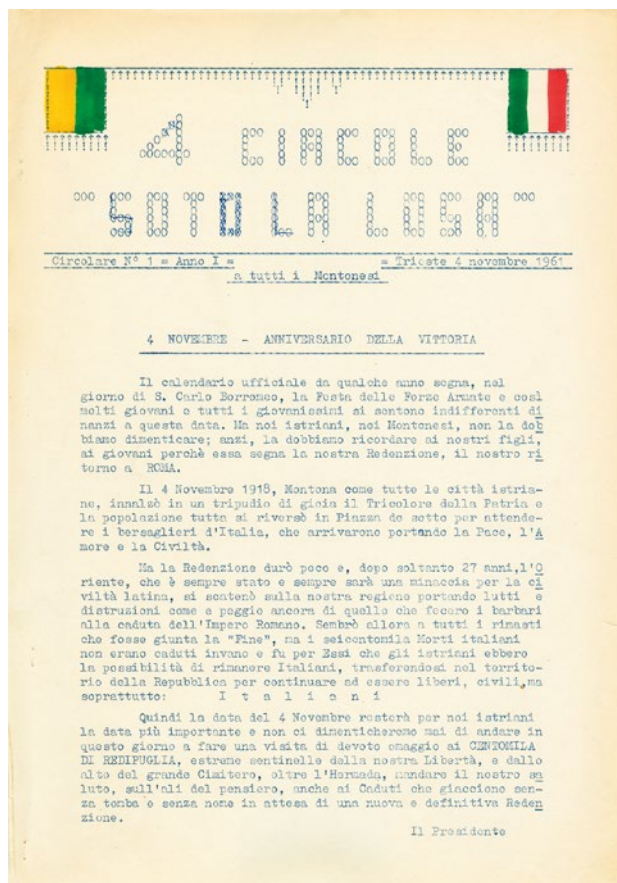 4 CIACOLE
"SOTO LA LOSA"
Circolare N° 1 = Anno I = = Trieste 4 novembre 1961
a tutti i Montonesi
4 NOVEMBRE - ANNIVERSARIO DELLA VITTORIA
Il calendario ufficiale da qualche anno segna, nel
giorno di S. Carlo Borromeo, la Festa delle Forze Armate e così
molti giovani e tutti i giovanissimi si sentono indifferenti di
nanzi a questa data. Ma noi istriani, noi Montonesi, non la dob
biamo dimenticare; anzi, la dobbiamo ricordare ai nostri figli,
ai giovani perchè essa segna la nostra Redenzione, il nostro ri
torno a ROMA.
Il 4 Novembre 1918, Montona come tutte le città istria-
ne, innalzò in un tripudio di gioia il Tricolore della Patria e
la popolazione tutta si riversò in Piazza de sotto per attende-
re i bersaglieri d'Italia, che arrivarono portando la Pace, l'A
more e la Civiltà.
Ma la Redenzione durò poco e, dopo soltanto 27 anni,l'O
riente, che è sempre stato e sempre sarà una minaccia per la ci
viltà latina, si scatenò sulla nostra regione portando lutti e
distruzioni come e peggio ancora di quello che fecero i barbari
alla caduta dell'Impero Romano. Sembrò allora a tutti i rimasti
che fosse giunta la "Fine", ma i seicentomila Morti italiani
non erano caduti invano e fu per Essi che gli istriani ebbero
la possibilità di rimanere Italiani, trasferendosi nel territo-
rio della Repubblica per continuare ad essere liberi, civili,ma
soprattutto: I t a l i a n i
Quindi la data del 4 Novembre resterà per noi istriani
la data più importante e non ci dimenticheremo mai di andare in
questo giorno a fare una visita di devoto omaggio ai CENTOMILA
DI REDIPUGLIA, estreme sentinelle della nostra Libertà, e dallo
alto del grande Cimitero, oltre l'Hermada, mandare il nostro sa
luto, sull'ali del pensiero, anche ai Caduti che giacciono sen-
za tomba e senza nome in attesa di una nuova e definitiva Reden
zione.
Il Presidente